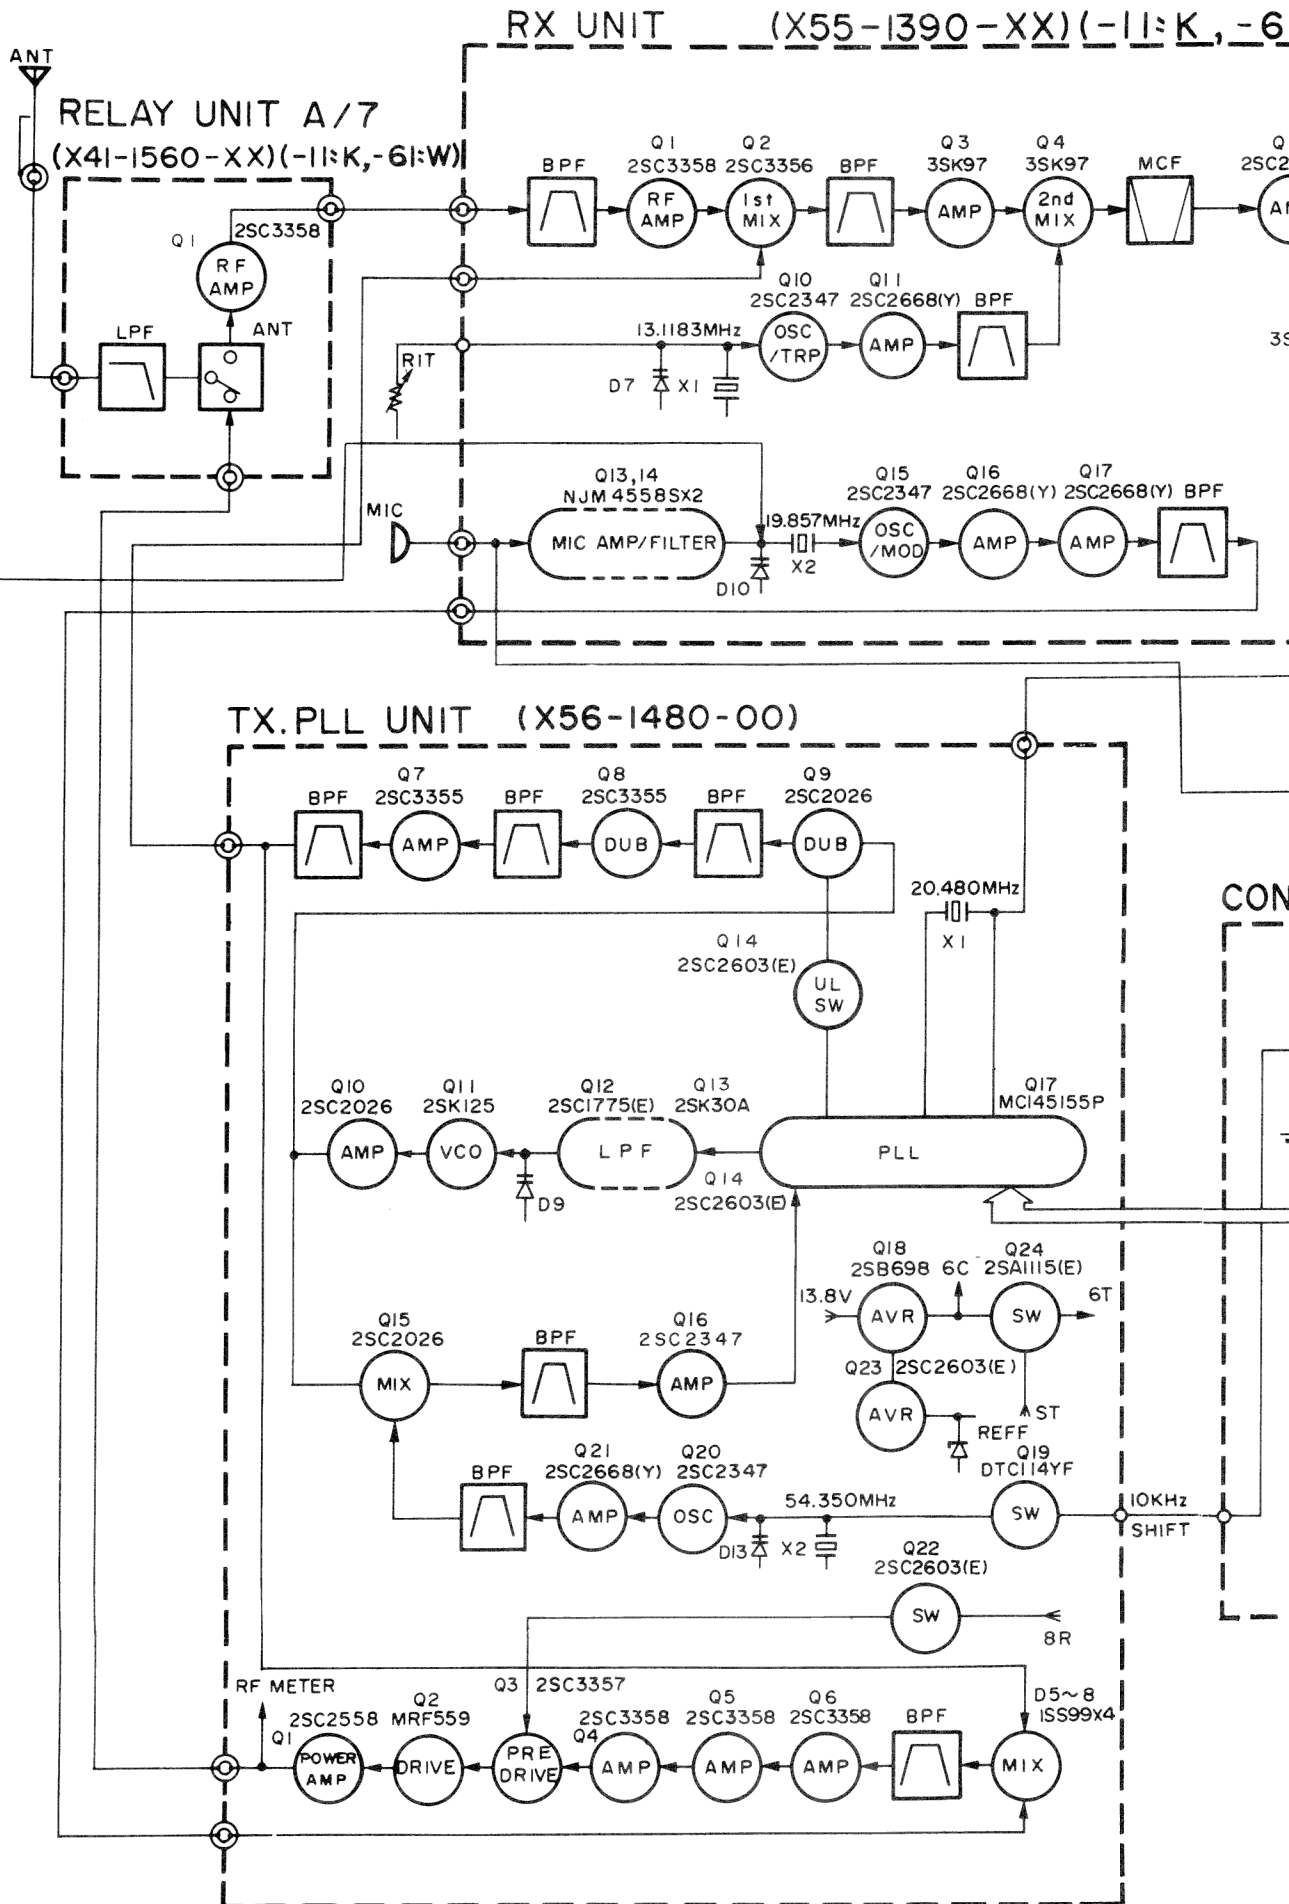 RX UNIT (X55-1390-XX)(-11:K,-6
ANT
RELAY UNIT A/7
(X41-1560-XX)(-11:K,-61:W)
BPF
Q1
2SC3358
RF
AMP
Q2
2SC3356
1st
MIX
BPF
Q3
3SK97
AMP
Q4
3SK97
2nd
MIX
MCF
Q
2SC2
Q1
2SC3358
RF
AMP
LPF
ANT
RIT
13.1183MHz
D7
X1
Q10
2SC2347
OSC
/TRP
Q11
2SC2668(Y)
AMP
BPF
3S
MIC
Q13,14
NJM4558SX2
MIC AMP/FILTER
19.857MHz
X2
D10
Q15
2SC2347
OSC
/MOD
Q16
2SC2668(Y)
AMP
Q17
2SC2668(Y)
AMP
BPF
TX.PLL UNIT (X56-1480-00)
BPF
Q7
2SC3355
AMP
BPF
Q8
2SC3355
DUB
BPF
Q9
2SC2026
DUB
20.480MHz
X1
CON
Q14
2SC2603(E)
UL
SW
Q10
2SC2026
AMP
Q11
2SK125
VCO
D9
Q12
2SC1775(E)
LPF
Q13
2SK30A
Q14
2SC2603(E)
Q17
MC145155P
PLL
Q18
2SB698
13.8V
AVR
6C
Q24
2SA1115(E)
SW
6T
Q23
2SC2603(E)
AVR
REFF
ST
Q15
2SC2026
MIX
BPF
Q16
2SC2347
AMP
BPF
Q21
2SC2668(Y)
AMP
Q20
2SC2347
OSC
D13
X2
54.350MHz
Q19
DTC114YF
SW
10KHz
SHIFT
Q22
2SC2603(E)
SW
8R
RF METER
Q1
2SC2558
POWER
AMP
Q2
MRF559
DRIVE
Q3
2SC3357
PRE
DRIVE
Q4
2SC3358
AMP
Q5
2SC3358
AMP
Q6
2SC3358
AMP
BPF
D5~8
1SS99x4
MIX